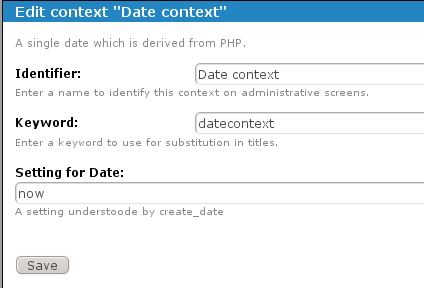 Edit context "Date context"
A single date which is derived from PHP.
Identifier: Date context
Enter a name to identify this context on administrative screens.
Keyword: datecontext
Enter a keyword to use for substitution in titles.
Setting for Date:
now
A setting understoode by create_date
Save